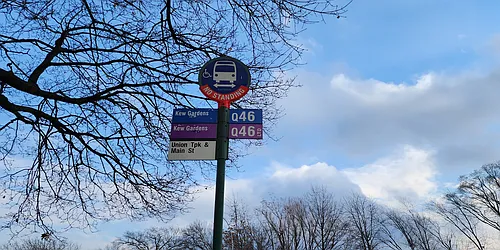 NO STANDING
Kew Gardens Q46
Kew Gardens Q46
Union Tpk &
Main St